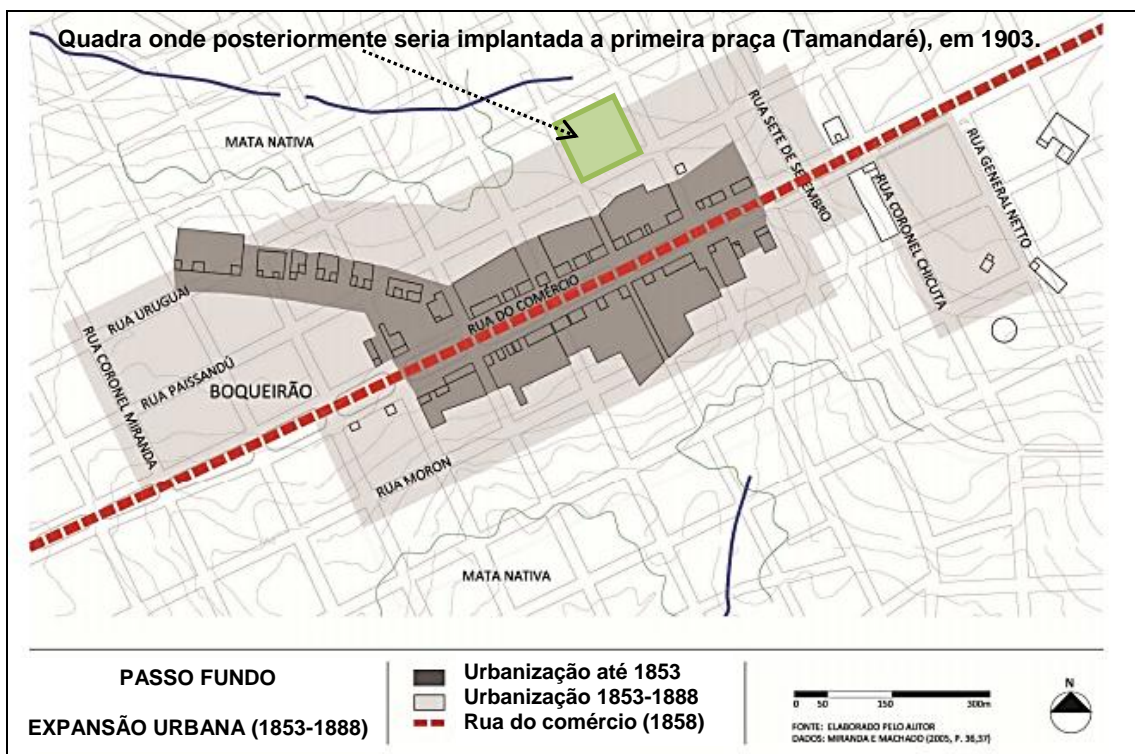 Quadra onde posteriormente seria implantada a primeira praça (Tamandaré), em 1903.
MATA NATIVA
RUA SETE DE SETEMBRO
RUA GENERAL NETTO
RUA CORONEL CHICUTA
RUA DO COMÉRCIO
RUA URUGUAI
RUA CORONEL MIRANDA
RUA PAISSANDÚ
BOQUEIRÃO
RUA MORON
MATA NATIVA
PASSO FUNDO
EXPANSÃO URBANA (1853-1888)
Urbanização até 1853
Urbanização 1853-1888
Rua do comércio (1858)
0 50 150 300m
FONTE: ELABORADO PELO AUTOR
DADOS: MIRANDA E MACHADO (2005, P. 36,37)
N